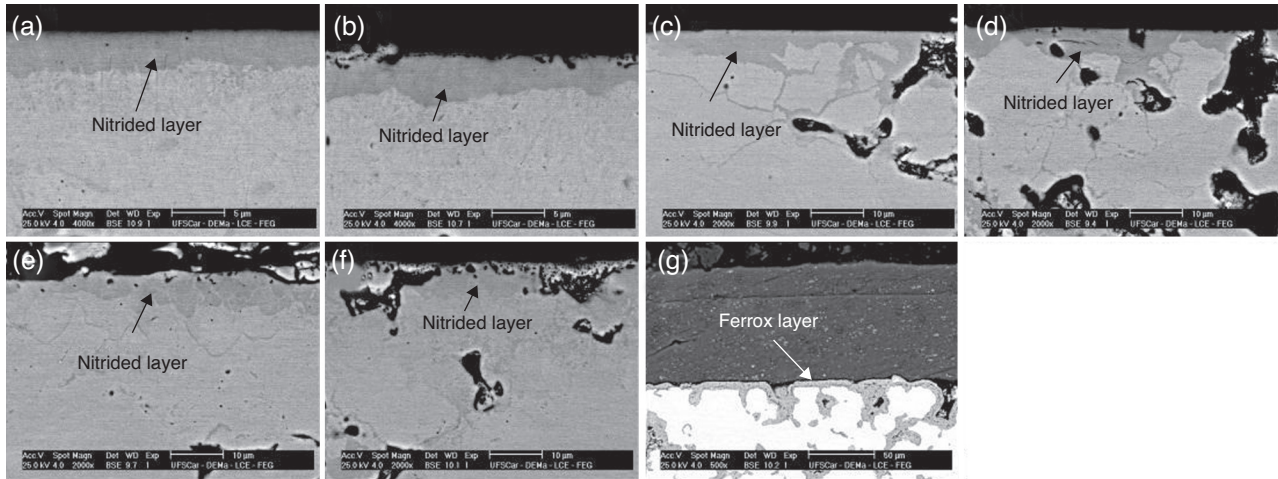 (a)
Nitrided layer
Acc.V Spot Magn Det WD Exp 5 µm
25.0 kV 4.0 4000x BSE 10.9 1 UFSCar - DEMa - LCE - FEG
(b)
Nitrided layer
Acc.V Spot Magn Det WD Exp 5 µm
25.0 kV 4.0 4000x BSE 10.7 1 UFSCar - DEMa - LCE - FEG
(c)
Nitrided layer
Acc.V Spot Magn Det WD Exp 10 µm
25.0 kV 4.0 2000x BSE 9.9 1 UFSCar - DEMa - LCE - FEG
(d)
Nitrided layer
Acc.V Spot Magn Det WD Exp 10 µm
25.0 kV 4.0 2000x BSE 9.4 1 UFSCar - DEMa - LCE - FEG
(e)
Nitrided layer
Acc.V Spot Magn Det WD Exp 10 µm
25.0 kV 4.0 2000x BSE 9.7 1 UFSCar - DEMa - LCE - FEG
(f)
Nitrided layer
Acc.V Spot Magn Det WD Exp 10 µm
25.0 kV 4.0 2000x BSE 10.1 1 UFSCar - DEMa - LCE - FEG
(g)
Ferrox layer
Acc.V Spot Magn Det WD Exp 50 µm
25.0 kV 4.0 500x BSE 10.2 1 UFSCar - DEMa - LCE - FEG